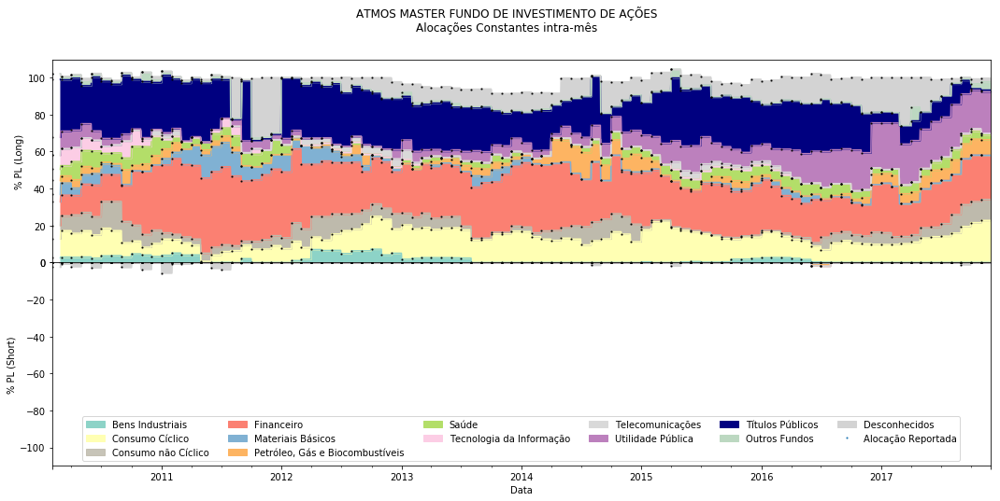 ATMOS MASTER FUNDO DE INVESTIMENTO DE AÇÕES
Alocações Constantes intra-mês
% PL (Long)
100
80
60
40
20
0
% PL (Short)
0
−20
−40
−60
−80
−100
Bens Industriais
Consumo Cíclico
Consumo não Cíclico
Financeiro
Materiais Básicos
Petróleo, Gás e Biocombustíveis
Saúde
Tecnologia da Informação
Telecomunicações
Utilidade Pública
Títulos Públicos
Outros Fundos
Desconhecidos
Alocação Reportada
2011 2012 2013 2014 2015 2016 2017
Data